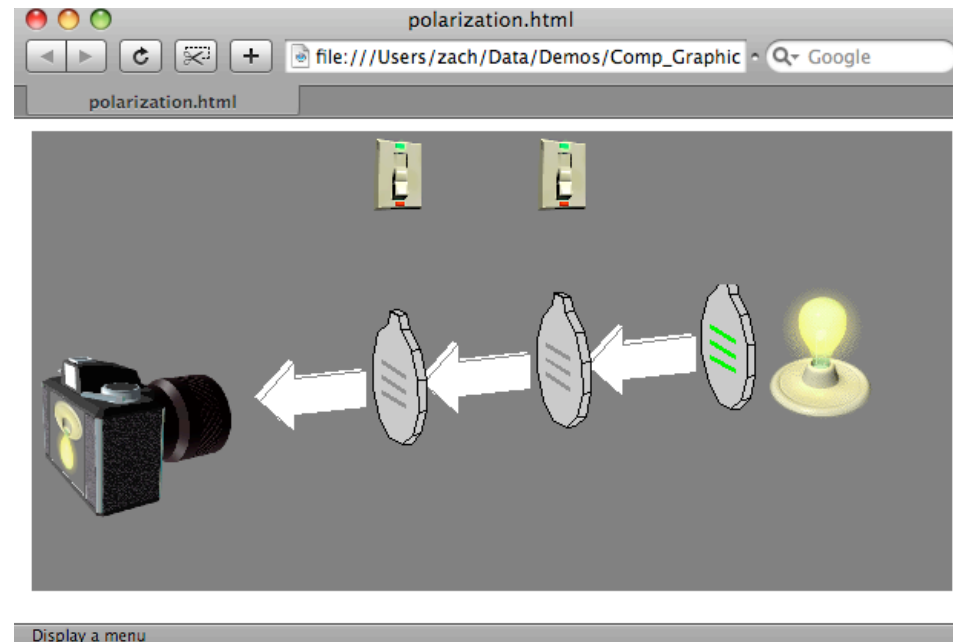 polarization.html
file:///Users/zach/Data/Demos/Comp_Graphic
Google
polarization.html
Display a menu